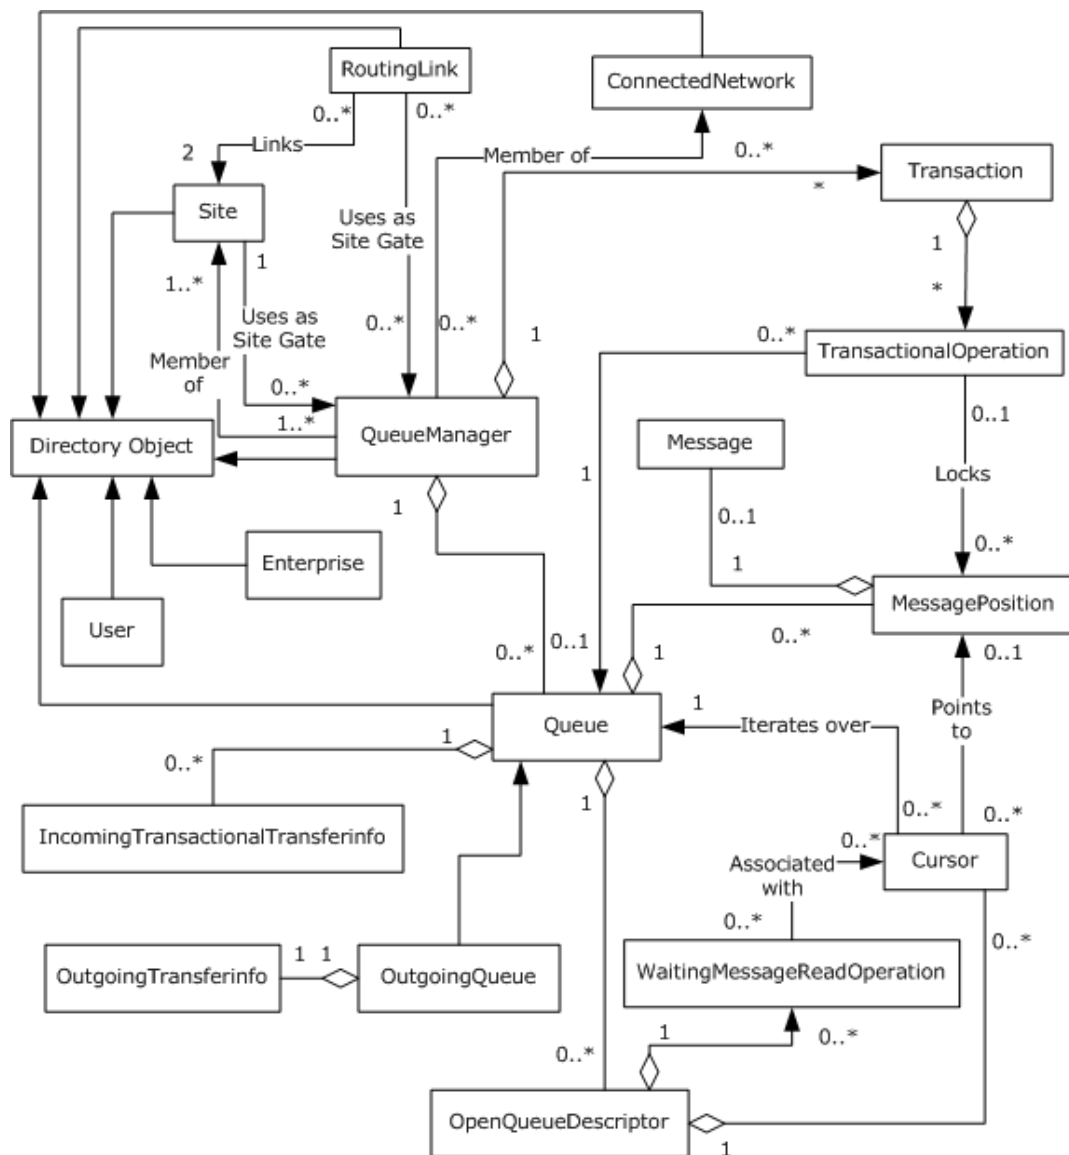 RoutingLink
ConnectedNetwork
0..*
0..*
Links
2
Member of
0..*
*
Transaction
Site
Uses as
Site Gate
1
1
*
1..*
Uses as
Site Gate
0..*
0..*
1
0..*
TransactionalOperation
Member
of
0..*
1..*
0..1
Directory Object
QueueManager
Message
1
1
Locks
0..1
0..*
Enterprise
1
MessagePosition
User
0..*
0..1
1
0..*
0..1
Queue
1
Iterates over
Points
to
1
0..*
1
IncomingTransactionalTransferinfo
0..*
0..*
0..*
Associated
with
Cursor
0..*
0..*
OutgoingTransferinfo
1
1
OutgoingQueue
WaitingMessageReadOperation
0..*
1
0..*
OpenQueueDescriptor
1